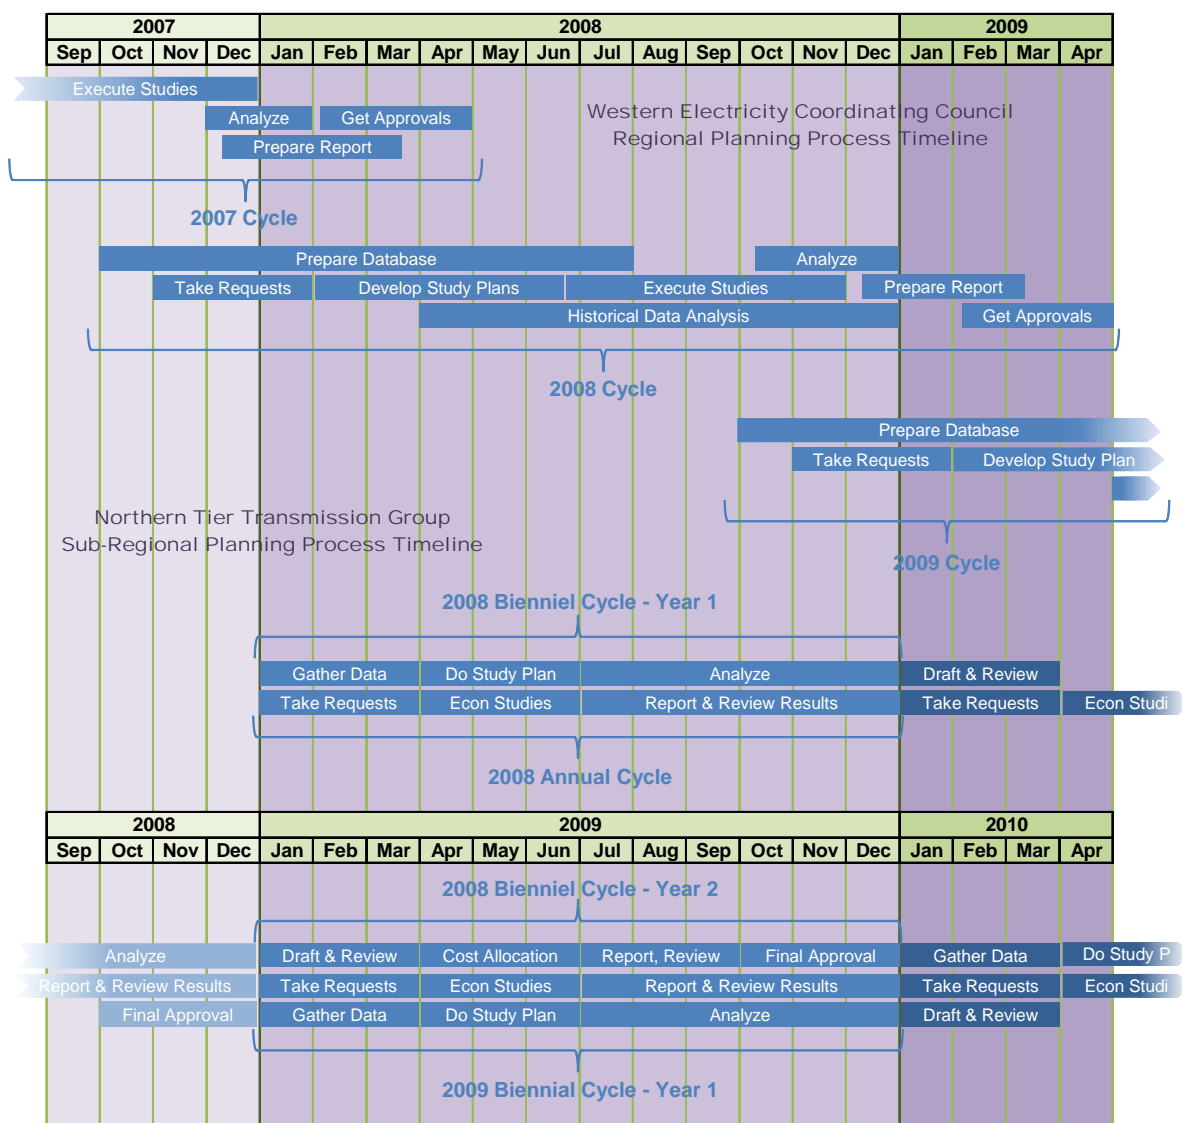 2007 2008 2009
Sep Oct Nov Dec Jan Feb Mar Apr May Jun Jul Aug Sep Oct Nov Dec Jan Feb Mar Apr
Execute Studies
Analyze Get Approvals
Prepare Report
Western Electricity Coordinating Council
Regional Planning Process Timeline
2007 Cycle
Prepare Database Analyze
Take Requests Develop Study Plans Execute Studies Prepare Report
Historical Data Analysis Get Approvals
2008 Cycle
Prepare Database
Take Requests Develop Study Plan
Northern Tier Transmission Group
Sub-Regional Planning Process Timeline
2009 Cycle
2008 Bienniel Cycle - Year 1
Gather Data Do Study Plan Analyze Draft & Review
Take Requests Econ Studies Report & Review Results Take Requests Econ Studi
2008 Annual Cycle
2008 2009 2010
Sep Oct Nov Dec Jan Feb Mar Apr May Jun Jul Aug Sep Oct Nov Dec Jan Feb Mar Apr
2008 Bienniel Cycle - Year 2
Analyze Draft & Review Cost Allocation Report, Review Final Approval Gather Data Do Study P
Report & Review Results Take Requests Econ Studies Report & Review Results Take Requests Econ Studi
Final Approval Gather Data Do Study Plan Analyze Draft & Review
2009 Biennial Cycle - Year 1